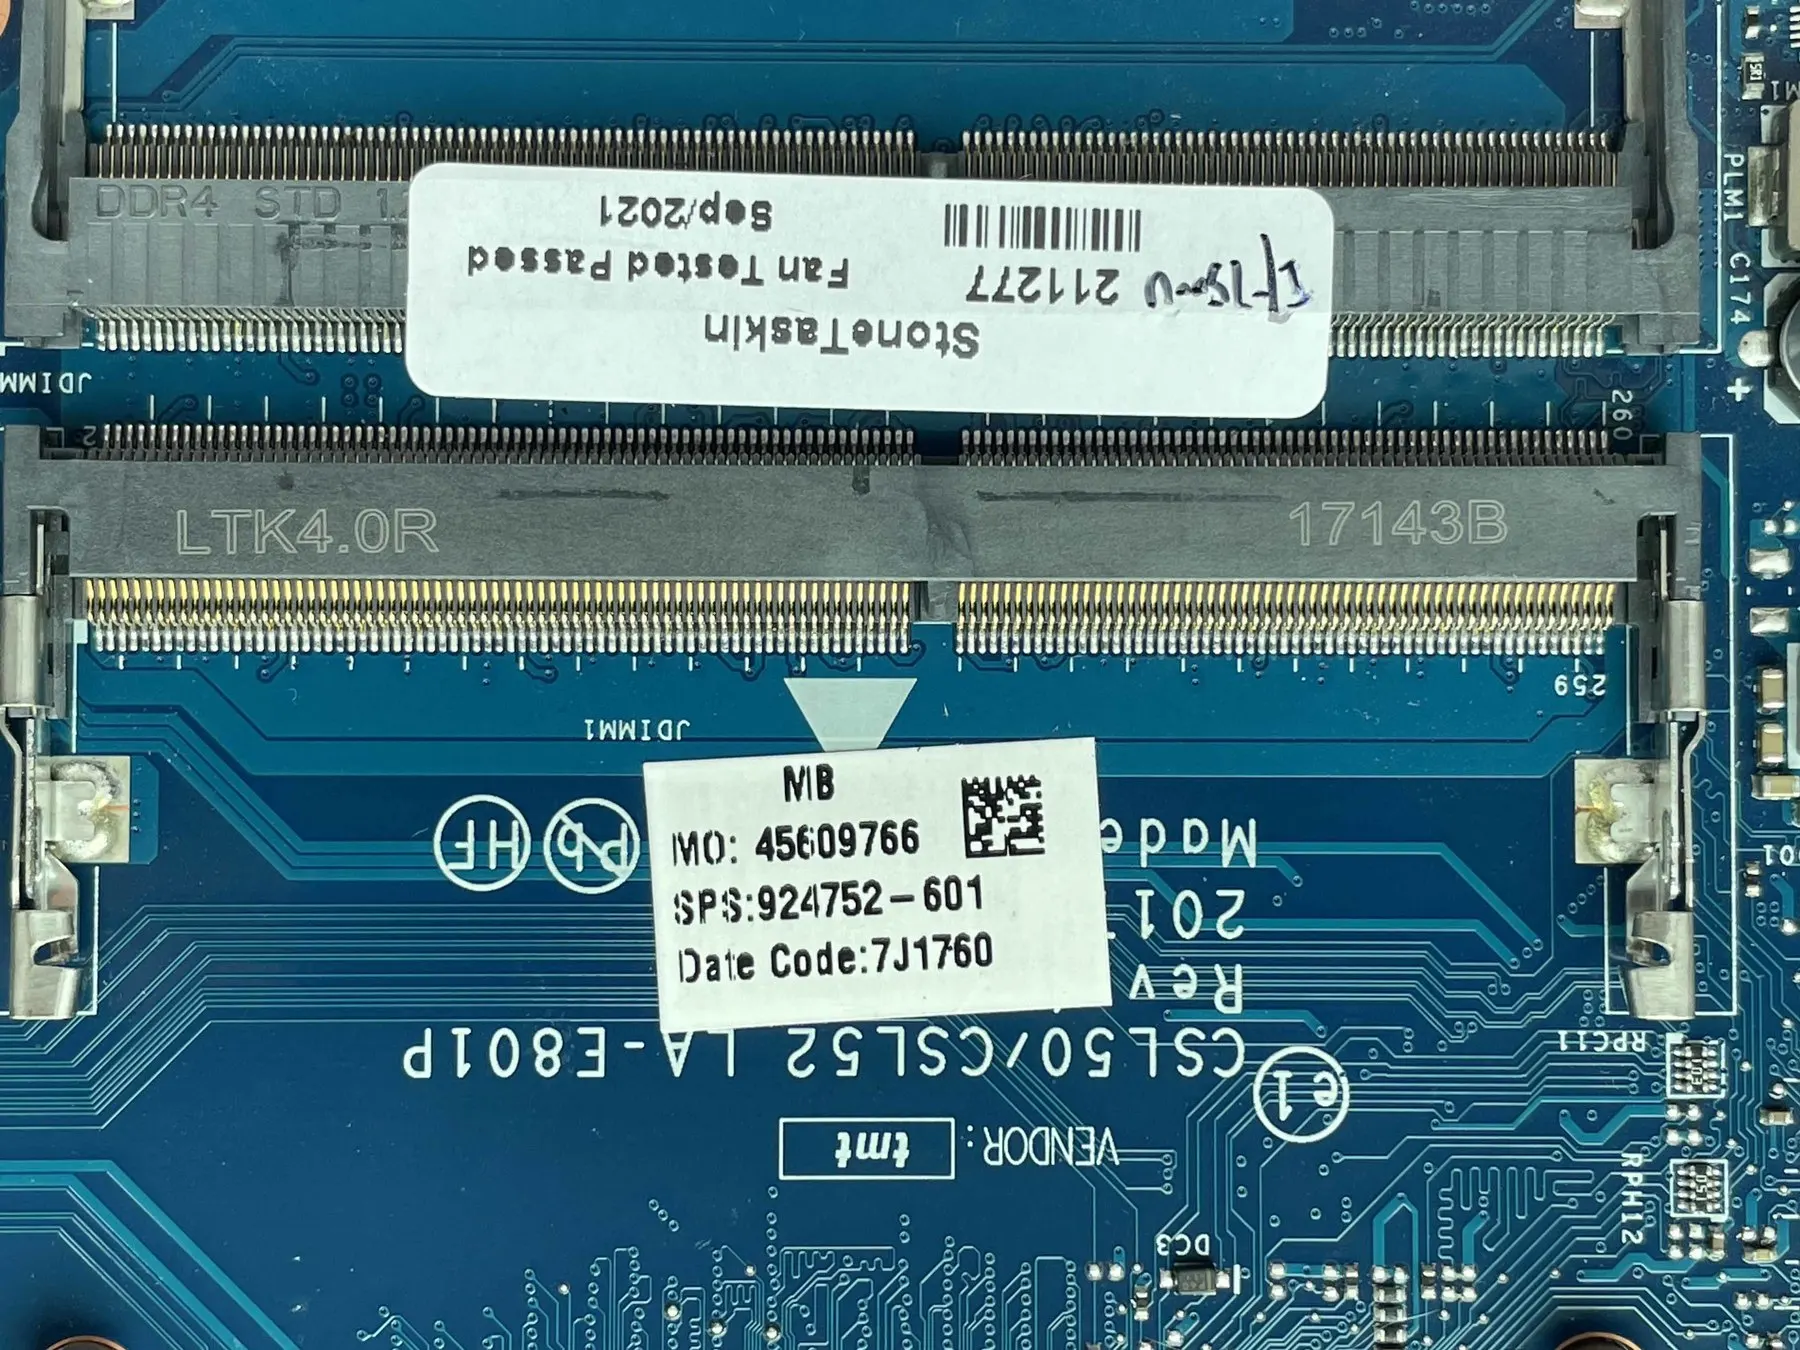 DDR4 STD 1.
StoneTaskin
211277
Fan Tested Passed
Sep/2021
PLM1
C174
+
JDIMM
2
260
LTK4.0R
17143B
259
JDIMM1
MB
MO: 45609766
SPS:924752-601
Date Code:7J1760
HF
Pb
Made
201
Rev
CSL50/CSL52 LA-E801P
e1
VENDOR: tmt
RPC11
RPH12
DC3